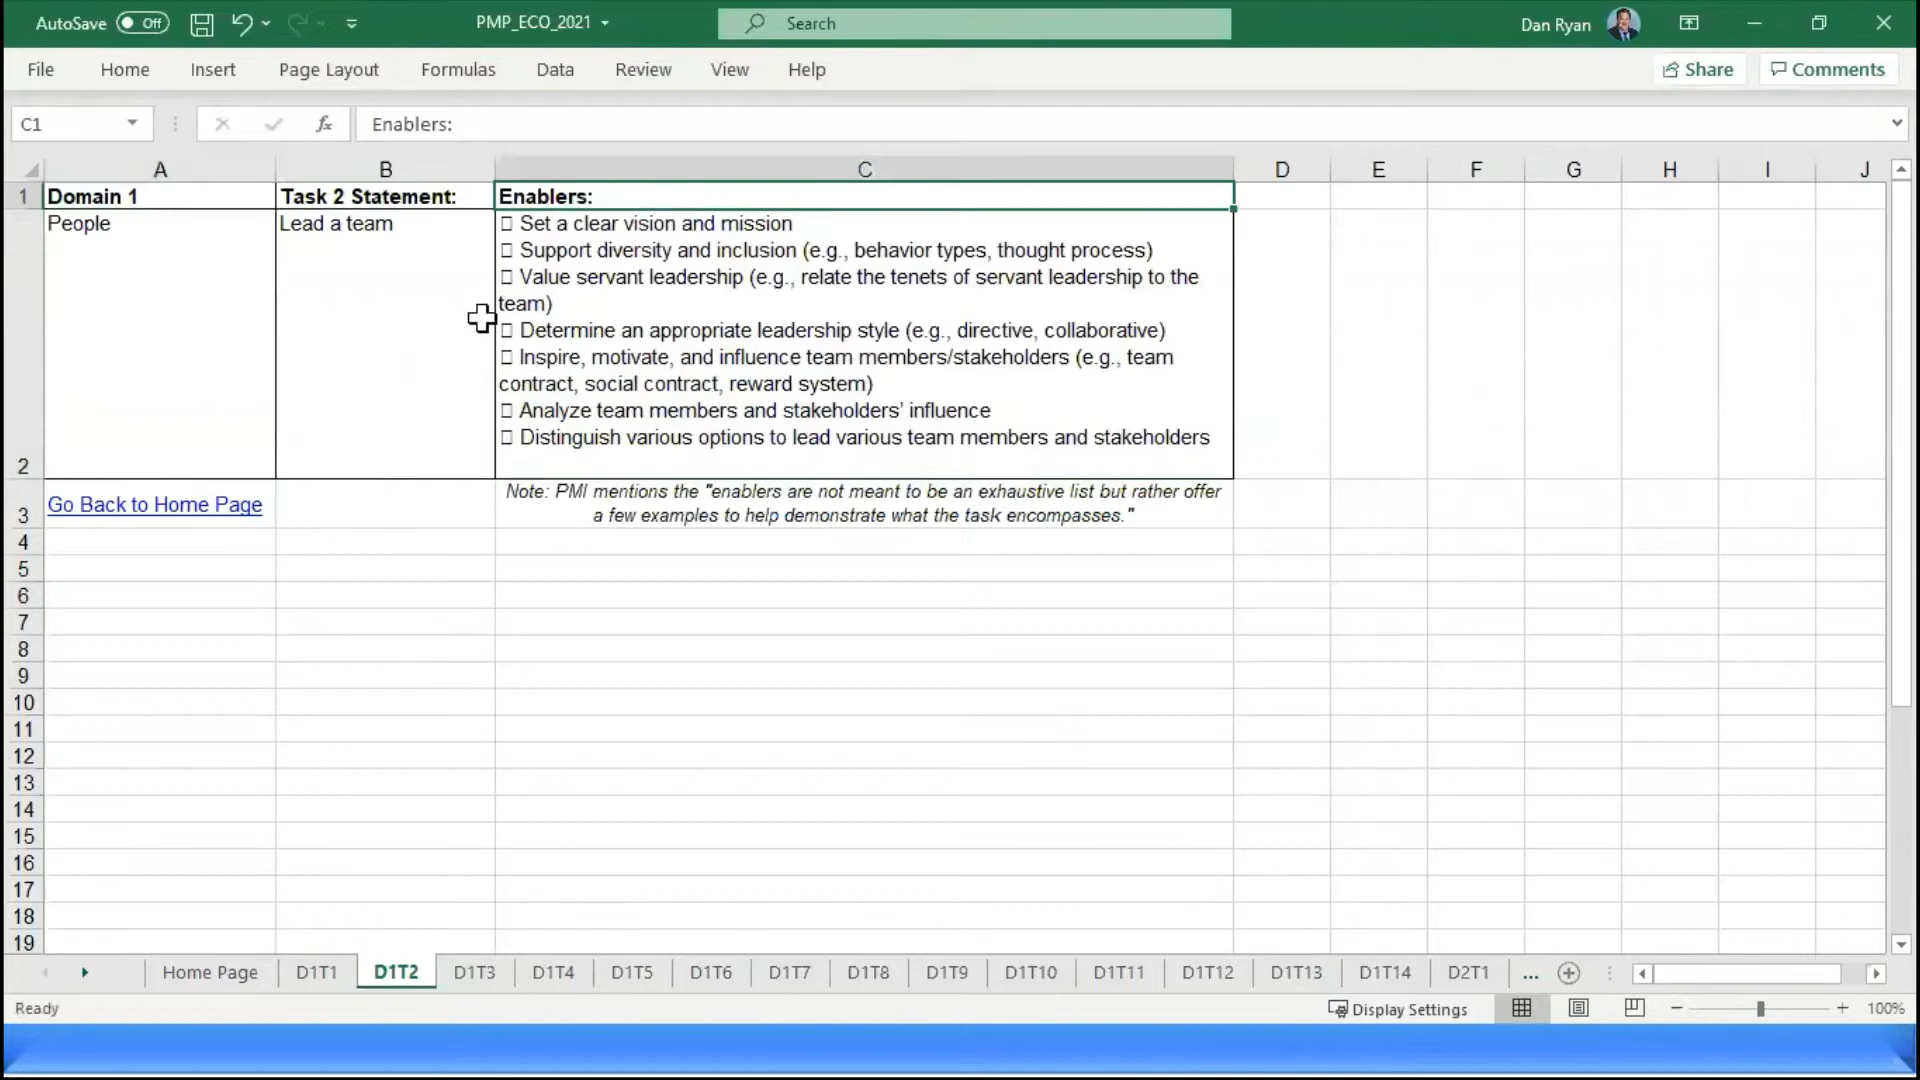 AutoSave Off PMP_ECO_2021 Search Dan Ryan
File Home Insert Page Layout Formulas Data Review View Help Share Comments
C1 fx Enablers:
A B C D E F G H I J
1 Domain 1 Task 2 Statement: Enablers:
People Lead a team □ Set a clear vision and mission
□ Support diversity and inclusion (e.g., behavior types, thought process)
□ Value servant leadership (e.g., relate the tenets of servant leadership to the
team)
□ Determine an appropriate leadership style (e.g., directive, collaborative)
□ Inspire, motivate, and influence team members/stakeholders (e.g., team
contract, social contract, reward system)
□ Analyze team members and stakeholders’ influence
□ Distinguish various options to lead various team members and stakeholders
2
Go Back to Home Page Note: PMI mentions the "enablers are not meant to be an exhaustive list but rather offer
3 a few examples to help demonstrate what the task encompasses."
4
5
6
7
8
9
10
11
12
13
14
15
16
17
18
19
Home Page D1T1 D1T2 D1T3 D1T4 D1T5 D1T6 D1T7 D1T8 D1T9 D1T10 D1T11 D1T12 D1T13 D1T14 D2T1 ...
Ready Display Settings 100%